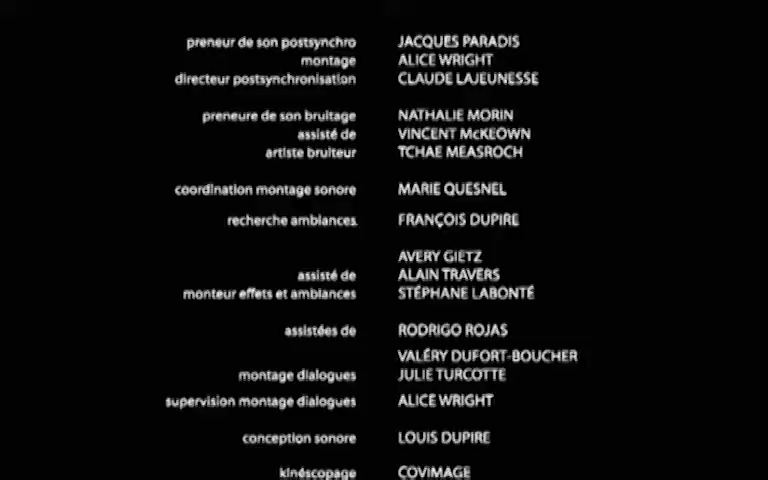 preneur de son postsynchro JACQUES PARADIS
montage ALICE WRIGHT
directeur postsynchronisation CLAUDE LAJEUNESSE
preneure de son bruitage NATHALIE MORIN
assisté de VINCENT McKEOWN
artiste bruiteur TCHAE MEASROCH
coordination montage sonore MARIE QUESNEL
recherche ambiances FRANÇOIS DUPIRE
AVERY GIETZ
assisté de ALAIN TRAVERS
monteur effets et ambiances STÉPHANE LABONTÉ
assistées de RODRIGO ROJAS
VALÉRY DUFORT-BOUCHER
montage dialogues JULIE TURCOTTE
supervision montage dialogues ALICE WRIGHT
conception sonore LOUIS DUPIRE
kinéscopage COVIMAGE